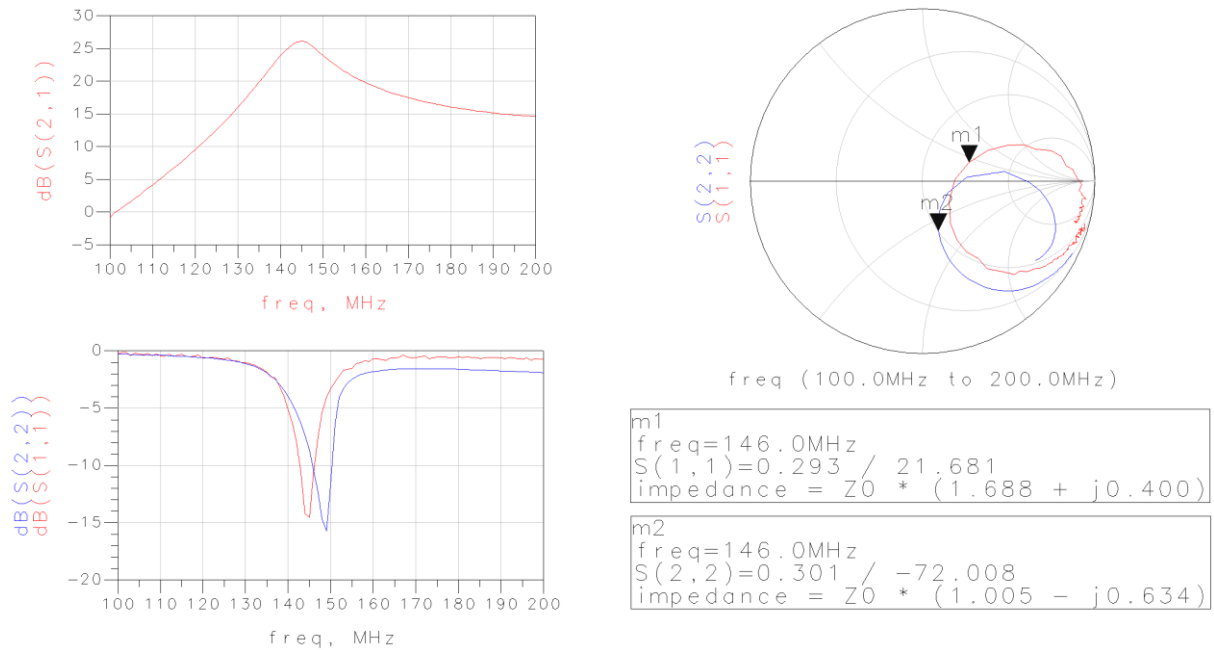 dB(S(2,1))
30
25
20
15
10
5
0
-5
100 110 120 130 140 150 160 170 180 190 200
freq, MHz
S(2,2)
S(1,1)
m1
m2
freq (100.0MHz to 200.0MHz)
dB(S(2,2))
dB(S(1,1))
0
-5
-10
-15
-20
100 110 120 130 140 150 160 170 180 190 200
freq, MHz
m1
freq=146.0MHz
S(1,1)=0.293 / 21.681
impedance = Z0 * (1.688 + j0.400)
m2
freq=146.0MHz
S(2,2)=0.301 / -72.008
impedance = Z0 * (1.005 - j0.634)